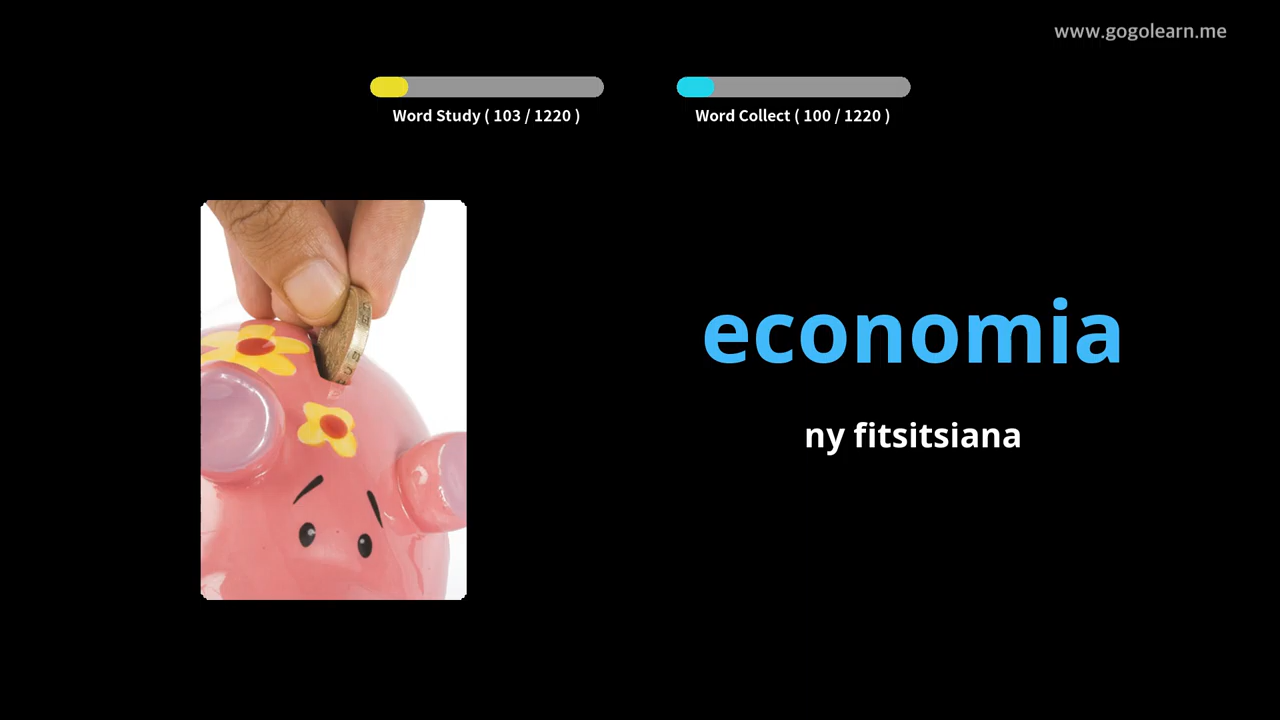 www.gogolearn.me
Word Study ( 103 / 1220 )
Word Collect ( 100 / 1220 )
economia
ny fitsitsiana